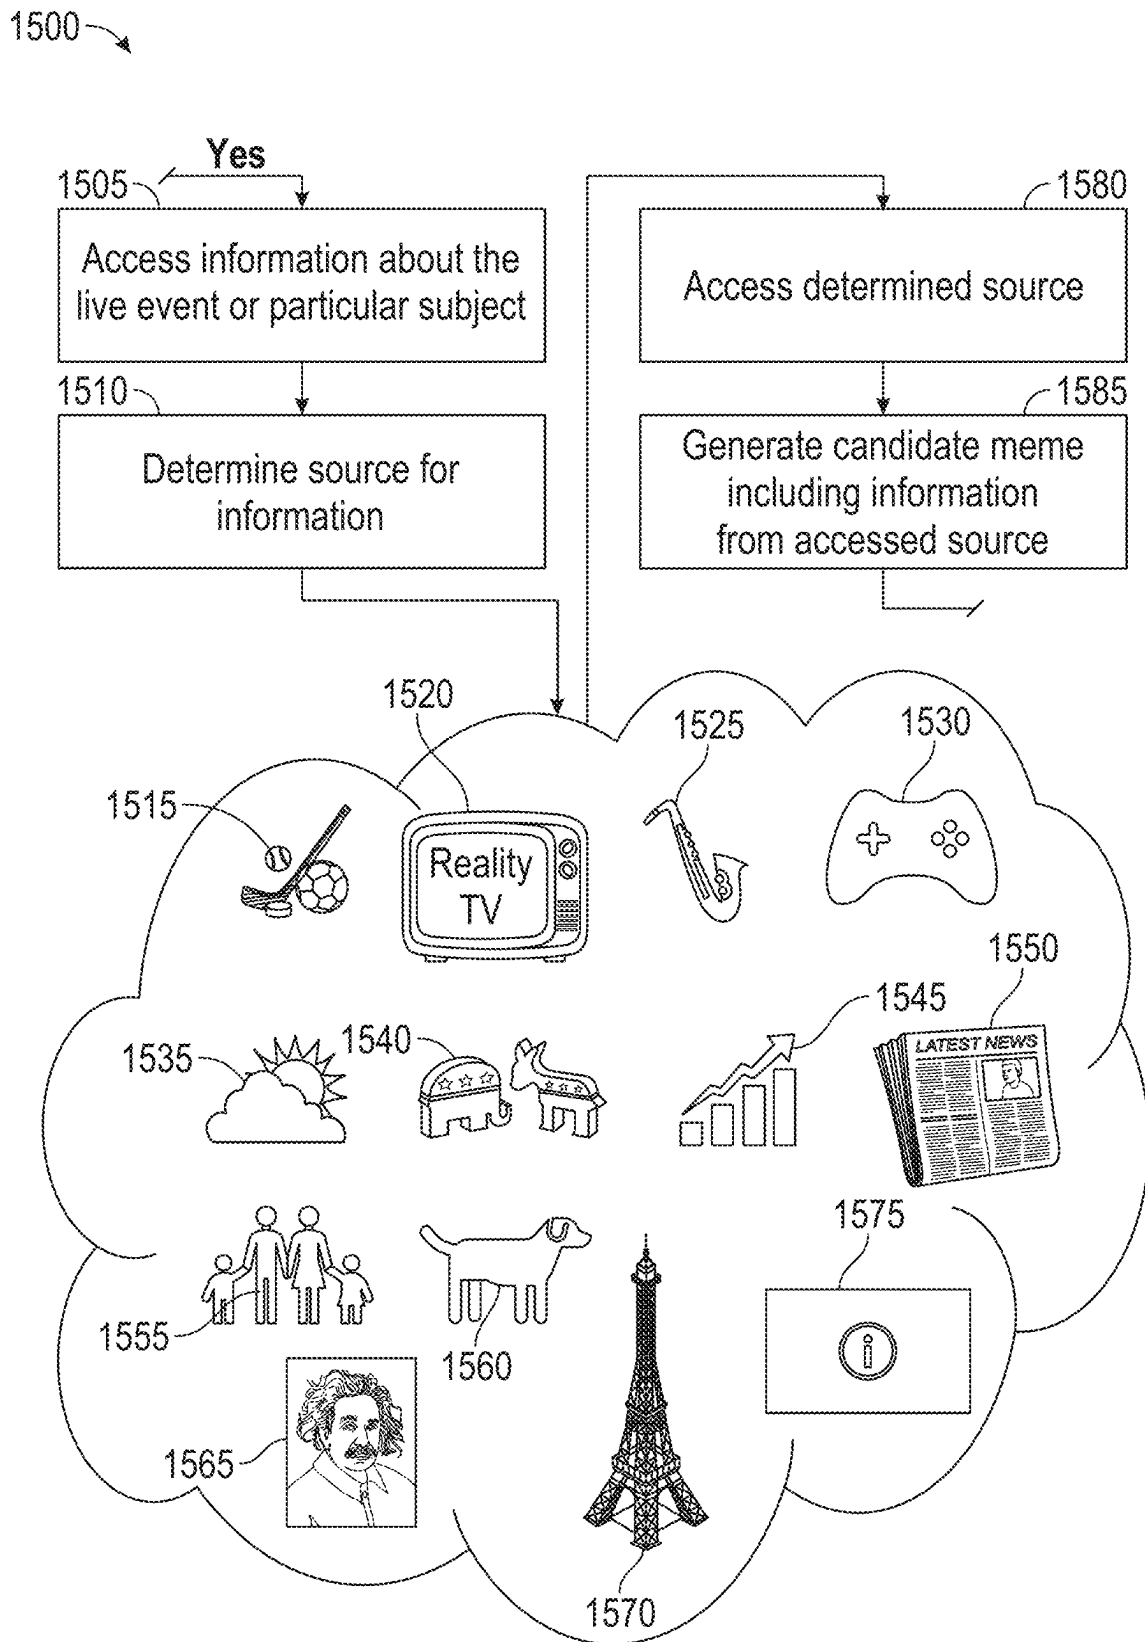 1500
Yes
1505
Access information about the
live event or particular subject
1510
Determine source for
information
1580
Access determined source
1585
Generate candidate meme
including information
from accessed source
1520
1525
1530
1515
Reality
TV
1550
1545
1540
1535
LATEST NEWS
1575
1555
1560
i
1565
1570